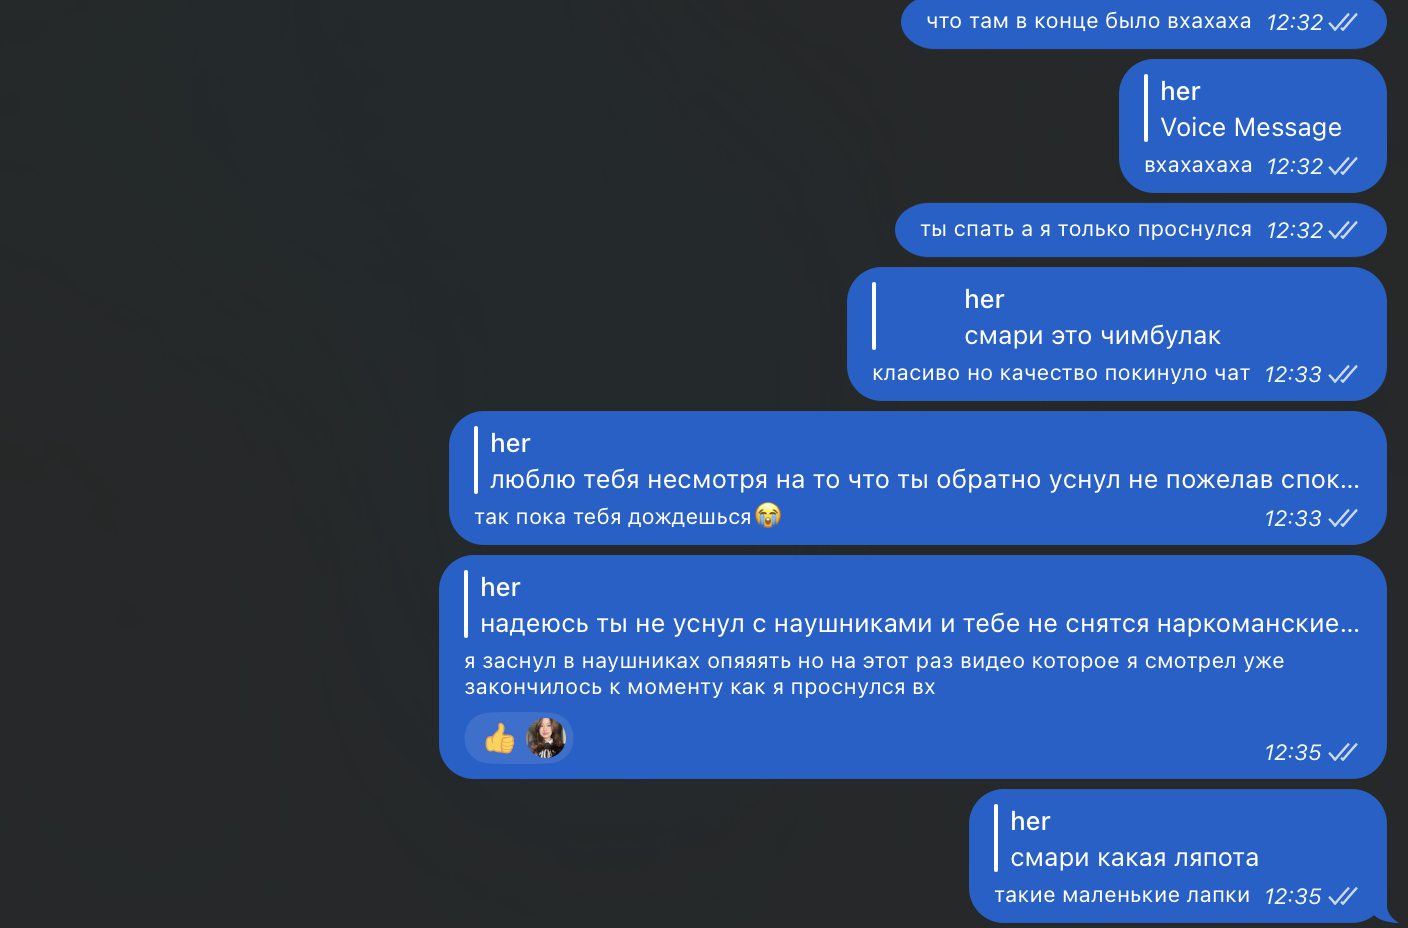 что там в конце было вхахаха 12:32
her
Voice Message
вхахахаха 12:32
ты спать а я только проснулся 12:32
her
смари это чимбулак
класиво но качество покинуло чат 12:33
her
люблю тебя несмотря на то что ты обратно уснул не пожелав спок...
так пока тебя дождешься😭 12:33
her
надеюсь ты не уснул с наушниками и тебе не снятся наркоманские...
я заснул в наушниках опяяять но на этот раз видео которое я смотрел уже
закончилось к моменту как я проснулся вх
👍 12:35
her
смари какая ляпота
такие маленькие лапки 12:35